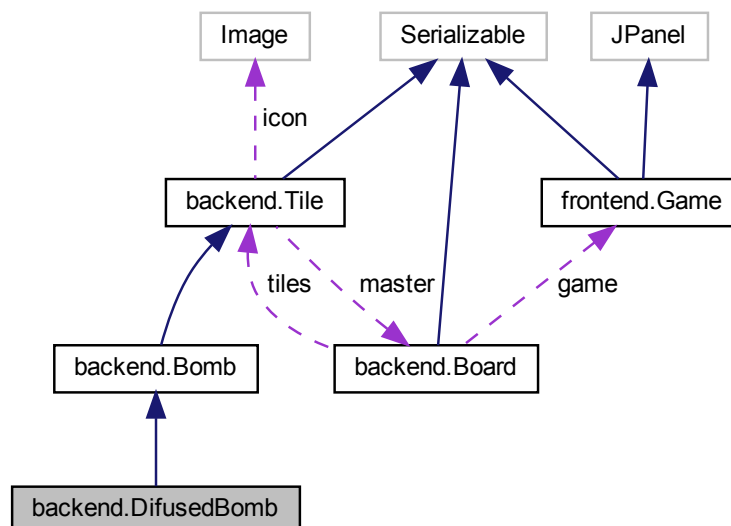 Image
Serializable
JPanel
icon
backend.Tile
frontend.Game
tiles
master
game
backend.Bomb
backend.Board
backend.DifusedBomb